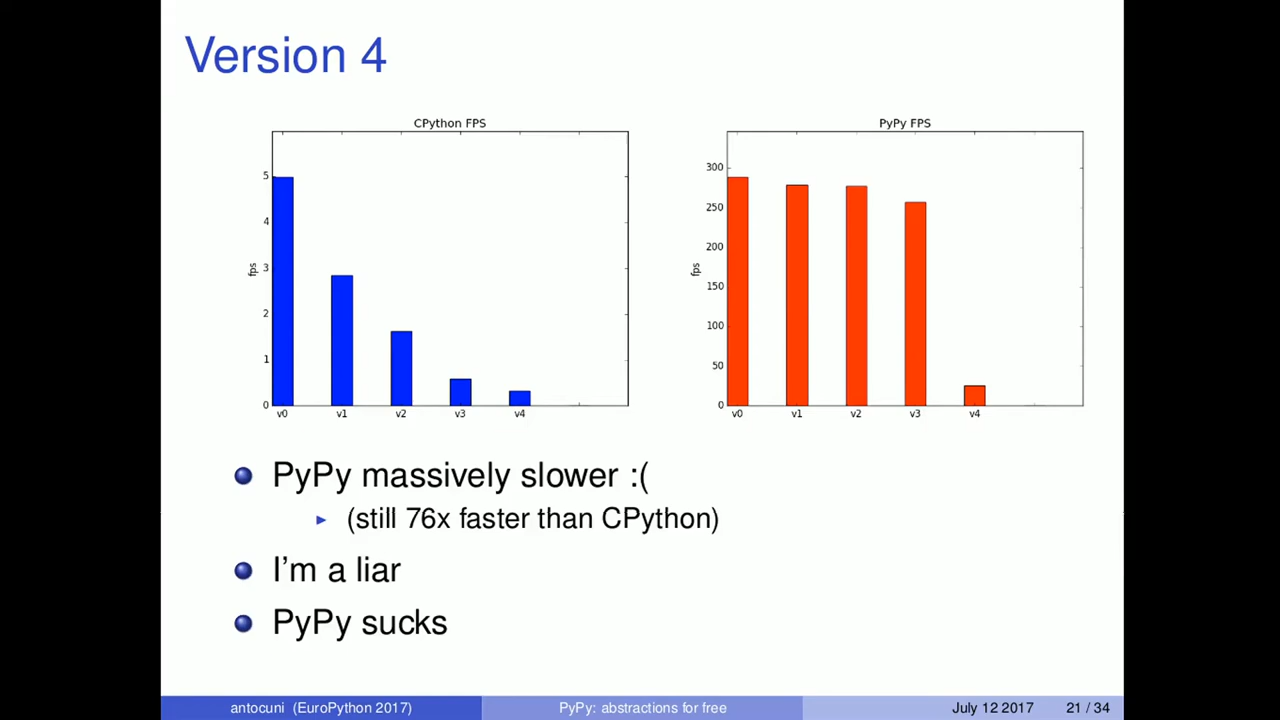 Version 4
CPython FPS
5
4
3
2
1
0
fps
v0 v1 v2 v3 v4
PyPy FPS
300
250
200
150
100
50
0
fps
v0 v1 v2 v3 v4
PyPy massively slower :(
(still 76x faster than CPython)
I'm a liar
PyPy sucks
antocuni (EuroPython 2017) PyPy: abstractions for free July 12 2017 21 / 34